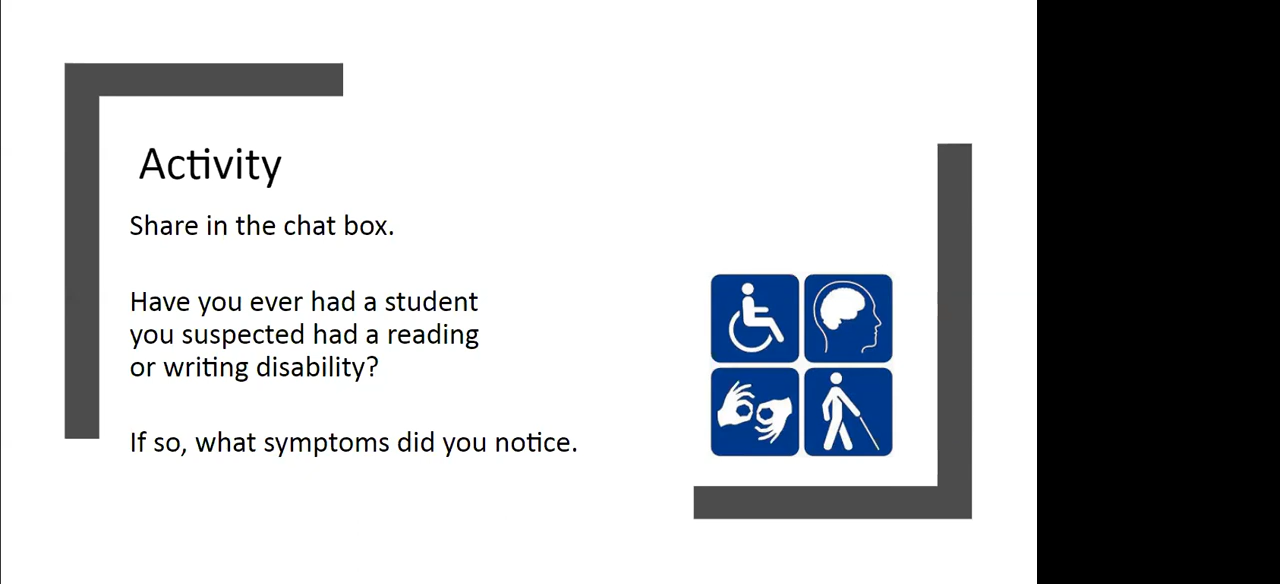 Activity
Share in the chat box.
Have you ever had a student
you suspected had a reading
or writing disability?
If so, what symptoms did you notice.